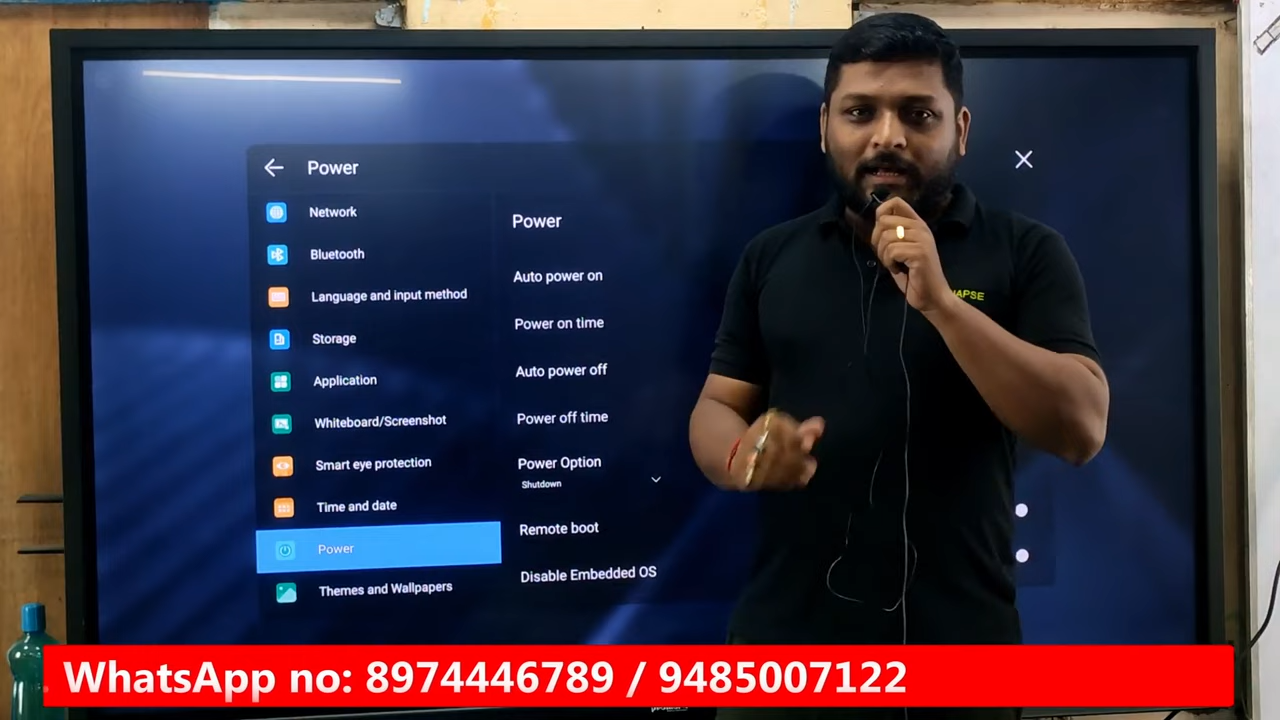 Power
Network
Bluetooth
Language and input method
Storage
Application
Whiteboard/Screenshot
Smart eye protection
Time and date
Power
Themes and Wallpapers
Power
Auto power on
Power on time
Auto power off
Power off time
Power Option
Shutdown
Remote boot
Disable Embedded OS
APSE
WhatsApp no: 8974446789 / 9485007122